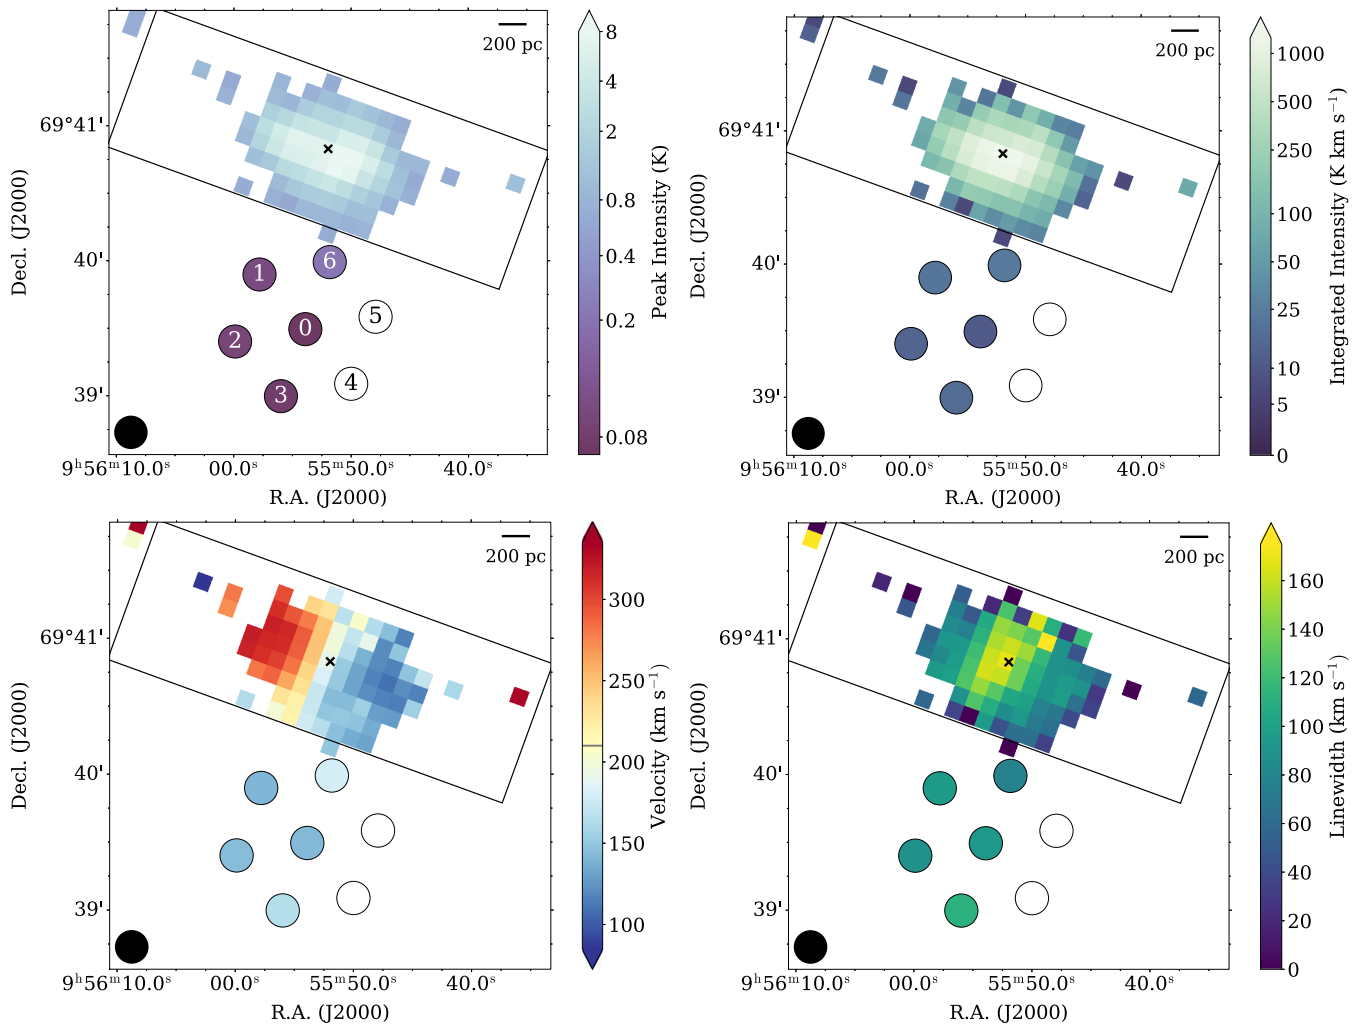 200 pc
8
4
2
0.8
0.4
0.2
0.08
Peak Intensity (K)
69°41'
40'
39'
Decl. (J2000)
1
6
5
0
2
4
3
9ʰ56ᵐ10.0ˢ 00.0ˢ 55ᵐ50.0ˢ 40.0ˢ
R.A. (J2000)
200 pc
1000
500
250
100
50
25
10
5
0
Integrated Intensity (K km s⁻¹)
69°41'
40'
39'
Decl. (J2000)
9ʰ56ᵐ10.0ˢ 00.0ˢ 55ᵐ50.0ˢ 40.0ˢ
R.A. (J2000)
200 pc
300
250
200
150
100
Velocity (km s⁻¹)
69°41'
40'
39'
Decl. (J2000)
9ʰ56ᵐ10.0ˢ 00.0ˢ 55ᵐ50.0ˢ 40.0ˢ
R.A. (J2000)
200 pc
160
140
120
100
80
60
40
20
0
Linewidth (km s⁻¹)
69°41'
40'
39'
Decl. (J2000)
9ʰ56ᵐ10.0ˢ 00.0ˢ 55ᵐ50.0ˢ 40.0ˢ
R.A. (J2000)